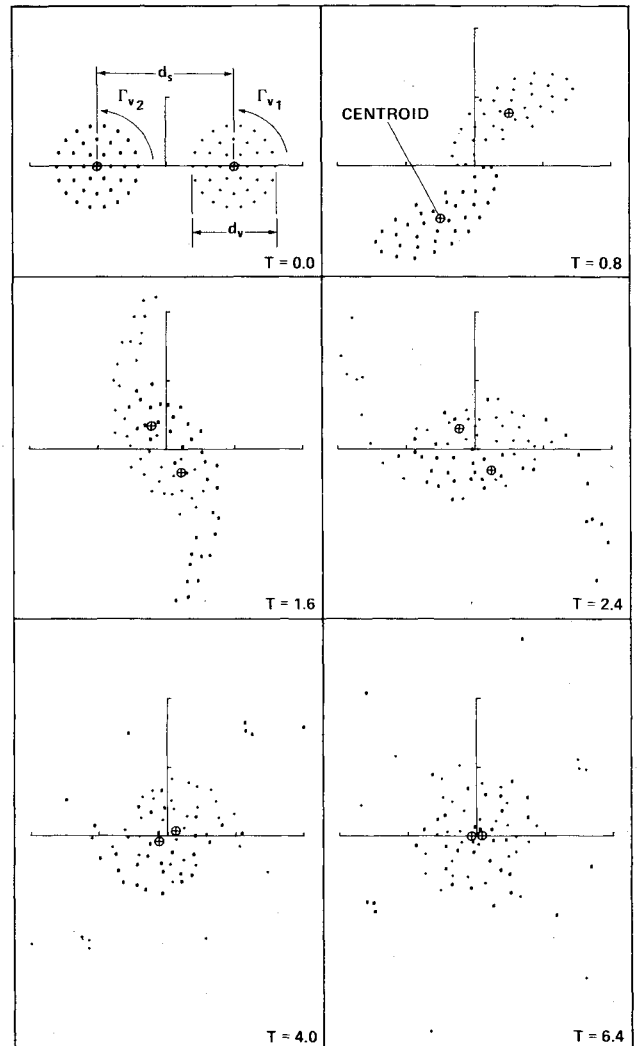 d_s
Γ_v2
Γ_v1
d_v
T = 0.0
CENTROID
T = 0.8
T = 1.6
T = 2.4
T = 4.0
T = 6.4